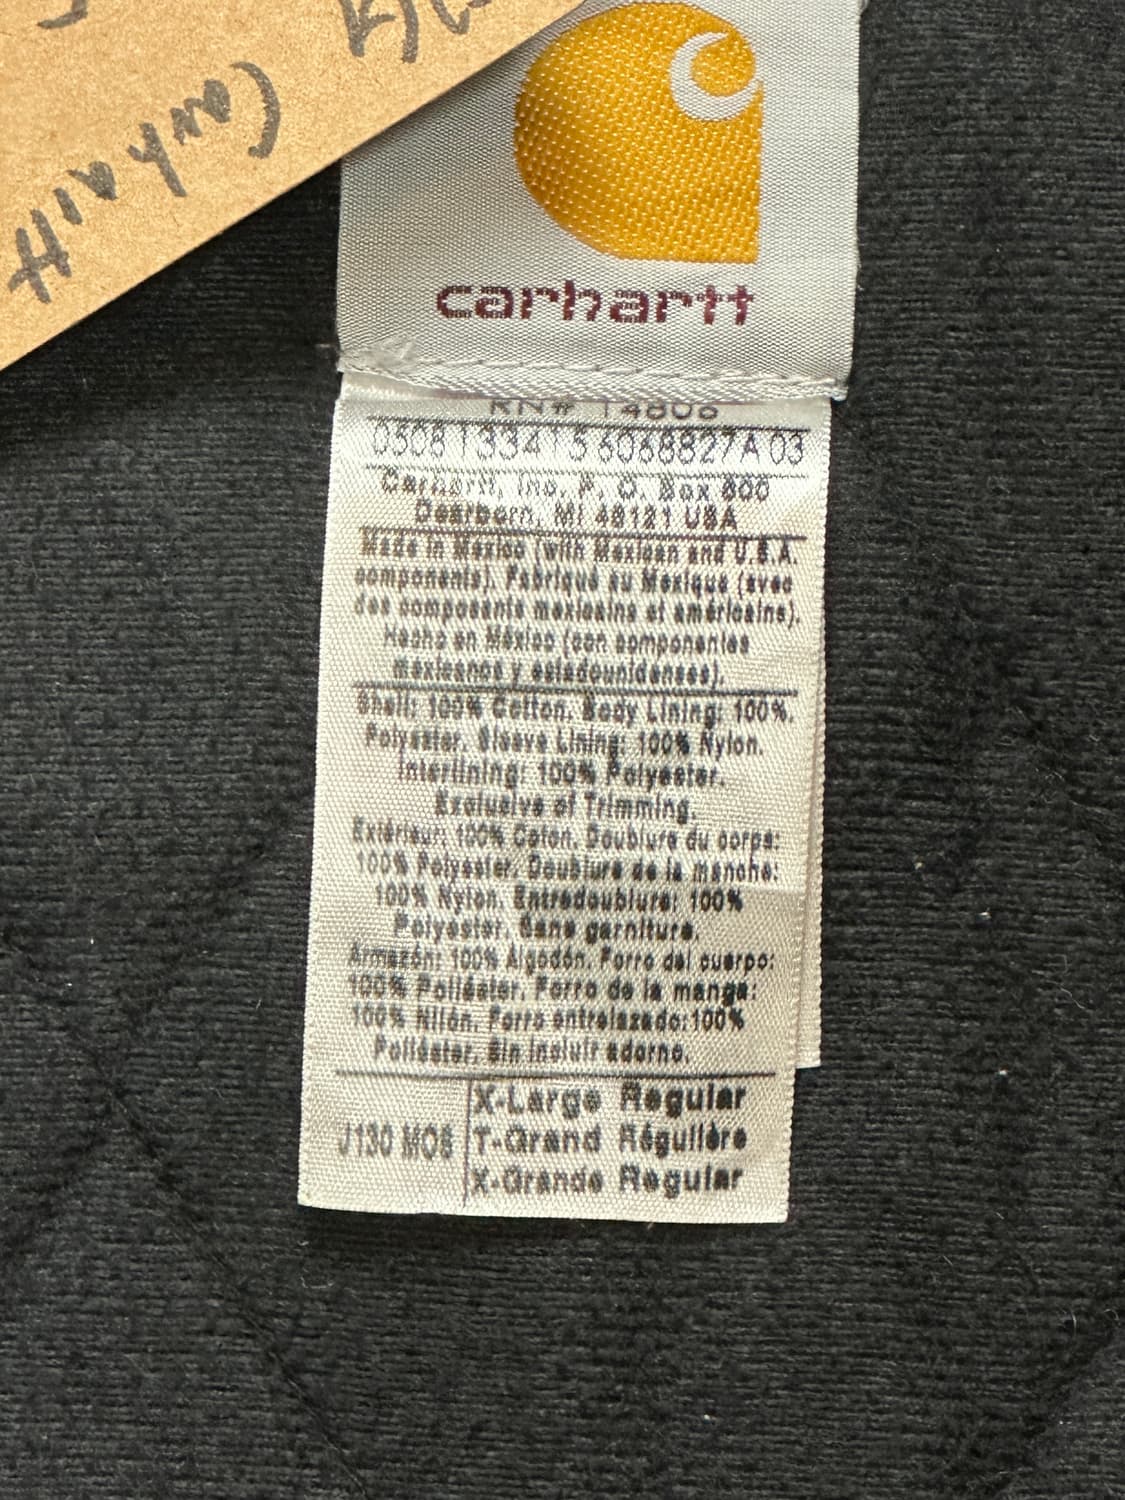 Carhartt
carhartt
RN# 14806
0508133415 6068827A 03
Carhartt, Inc. P. O. Box 600
Dearborn, MI 48121 USA
Made in Mexico (with Mexican and U.S.A.
components). Fabriqué au Mexique (avec
des composants mexicains et américains).
Hecho en México (con componentes
mexicanos y estadounidenses).
Shell: 100% Cotton. Body Lining: 100%.
Polyester. Sleeve Lining: 100% Nylon.
Interlining: 100% Polyester.
Exclusive of Trimming.
Extérieur: 100% Coton. Doublure du corps:
100% Polyester. Doublure de la manche:
100% Nylon. Entredoublure: 100%
Polyester. Sans garniture.
Armazón: 100% Algodón. Forro del cuerpo:
100% Poliéster. Forro de la manga:
100% Nilón. Forro entrelazado: 100%
Poliéster. Sin incluir adorno.
X-Large Regular
J130 MOS T-Grand Régulière
X-Grande Regular